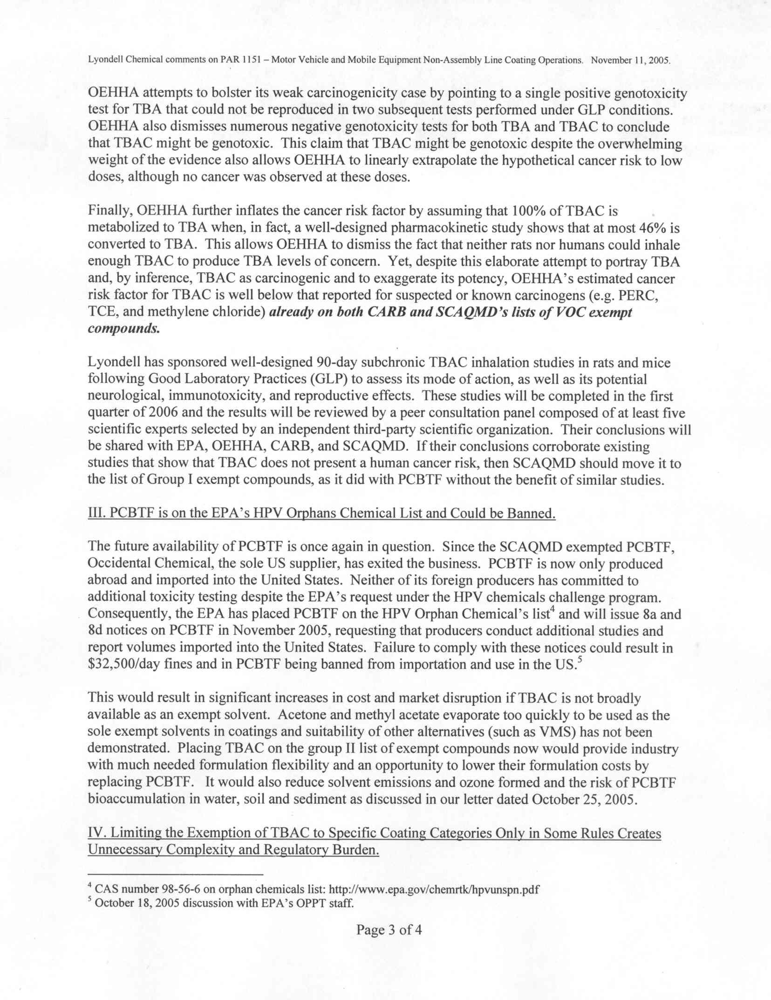 Lyondell Chemical comments on PAR 1151 – Motor Vehicle and Mobile Equipment Non-Assembly Line Coating Operations. November 11, 2005.
OEHHA attempts to bolster its weak carcinogenicity case by pointing to a single positive genotoxicity
test for TBA that could not be reproduced in two subsequent tests performed under GLP conditions.
OEHHA also dismisses numerous negative genotoxicity tests for both TBA and TBAC to conclude
that TBAC might be genotoxic. This claim that TBAC might be genotoxic despite the overwhelming
weight of the evidence also allows OEHHA to linearly extrapolate the hypothetical cancer risk to low
doses, although no cancer was observed at these doses.
Finally, OEHHA further inflates the cancer risk factor by assuming that 100% of TBAC is
metabolized to TBA when, in fact, a well-designed pharmacokinetic study shows that at most 46% is
converted to TBA. This allows OEHHA to dismiss the fact that neither rats nor humans could inhale
enough TBAC to produce TBA levels of concern. Yet, despite this elaborate attempt to portray TBA
and, by inference, TBAC as carcinogenic and to exaggerate its potency, OEHHA's estimated cancer
risk factor for TBAC is well below that reported for suspected or known carcinogens (e.g. PERC,
TCE, and methylene chloride) already on both CARB and SCAQMD's lists of VOC exempt
compounds.
Lyondell has sponsored well-designed 90-day subchronic TBAC inhalation studies in rats and mice
following Good Laboratory Practices (GLP) to assess its mode of action, as well as its potential
neurological, immunotoxicity, and reproductive effects. These studies will be completed in the first
quarter of 2006 and the results will be reviewed by a peer consultation panel composed of at least five
scientific experts selected by an independent third-party scientific organization. Their conclusions will
be shared with EPA, OEHHA, CARB, and SCAQMD. If their conclusions corroborate existing
studies that show that TBAC does not present a human cancer risk, then SCAQMD should move it to
the list of Group I exempt compounds, as it did with PCBTF without the benefit of similar studies.
III. PCBTF is on the EPA's HPV Orphans Chemical List and Could be Banned.
The future availability of PCBTF is once again in question. Since the SCAQMD exempted PCBTF,
Occidental Chemical, the sole US supplier, has exited the business. PCBTF is now only produced
abroad and imported into the United States. Neither of its foreign producers has committed to
additional toxicity testing despite the EPA's request under the HPV chemicals challenge program.
Consequently, the EPA has placed PCBTF on the HPV Orphan Chemical's list4 and will issue 8a and
8d notices on PCBTF in November 2005, requesting that producers conduct additional studies and
report volumes imported into the United States. Failure to comply with these notices could result in
$32,500/day fines and in PCBTF being banned from importation and use in the US.5
This would result in significant increases in cost and market disruption if TBAC is not broadly
available as an exempt solvent. Acetone and methyl acetate evaporate too quickly to be used as the
sole exempt solvents in coatings and suitability of other alternatives (such as VMS) has not been
demonstrated. Placing TBAC on the group II list of exempt compounds now would provide industry
with much needed formulation flexibility and an opportunity to lower their formulation costs by
replacing PCBTF. It would also reduce solvent emissions and ozone formed and the risk of PCBTF
bioaccumulation in water, soil and sediment as discussed in our letter dated October 25, 2005.
IV. Limiting the Exemption of TBAC to Specific Coating Categories Only in Some Rules Creates
Unnecessary Complexity and Regulatory Burden.
4 CAS number 98-56-6 on orphan chemicals list: http://www.epa.gov/chemrtk/hpvunspn.pdf
5 October 18, 2005 discussion with EPA's OPPT staff.
Page 3 of 4